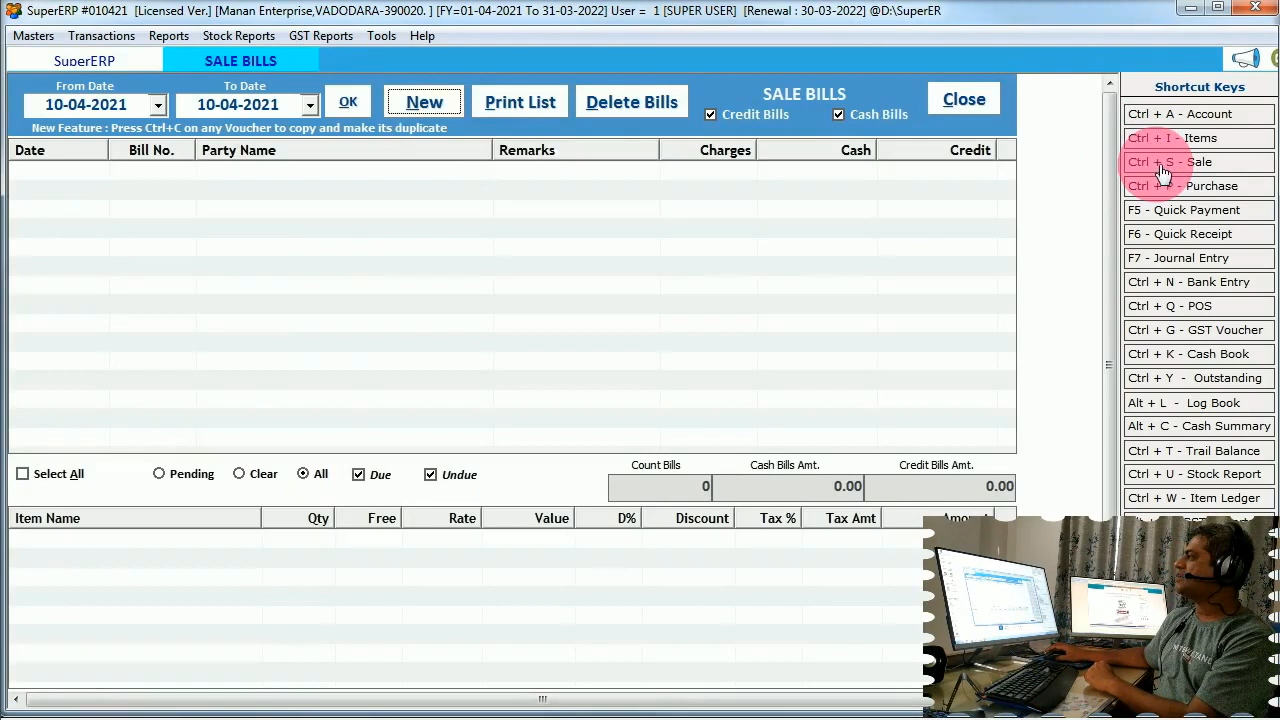 SuperERP #010421 [Licensed Ver.] [Manan Enterprise,VADODARA-390020. ] [FY=01-04-2021 To 31-03-2022] User = 1 [SUPER USER] [Renewal : 30-03-2022] @D:\SuperER
Masters Transactions Reports Stock Reports GST Reports Tools Help
SuperERP SALE BILLS
From Date To Date
10-04-2021 10-04-2021 OK New Print List Delete Bills SALE BILLS Close
Credit Bills Cash Bills
New Feature : Press Ctrl+C on any Voucher to copy and make its duplicate
Date Bill No. Party Name Remarks Charges Cash Credit
Select All Pending Clear All Due Undue
Count Bills Cash Bills Amt. Credit Bills Amt.
0 0.00 0.00
Item Name Qty Free Rate Value D% Discount Tax % Tax Amt
Shortcut Keys
Ctrl + A - Account
Ctrl + I - Items
Ctrl + S - Sale
Ctrl + P - Purchase
F5 - Quick Payment
F6 - Quick Receipt
F7 - Journal Entry
Ctrl + N - Bank Entry
Ctrl + Q - POS
Ctrl + G - GST Voucher
Ctrl + K - Cash Book
Ctrl + Y - Outstanding
Alt + L - Log Book
Alt + C - Cash Summary
Ctrl + T - Trail Balance
Ctrl + U - Stock Report
Ctrl + W - Item Ledger